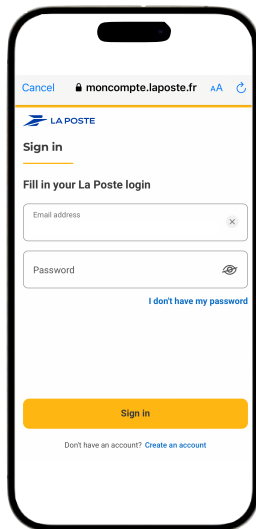 Cancel moncompte.laposte.fr AA
LA POSTE
Sign in
Fill in your La Poste login
Email address
Password
I don't have my password
Sign in
Don't have an account? Create an account